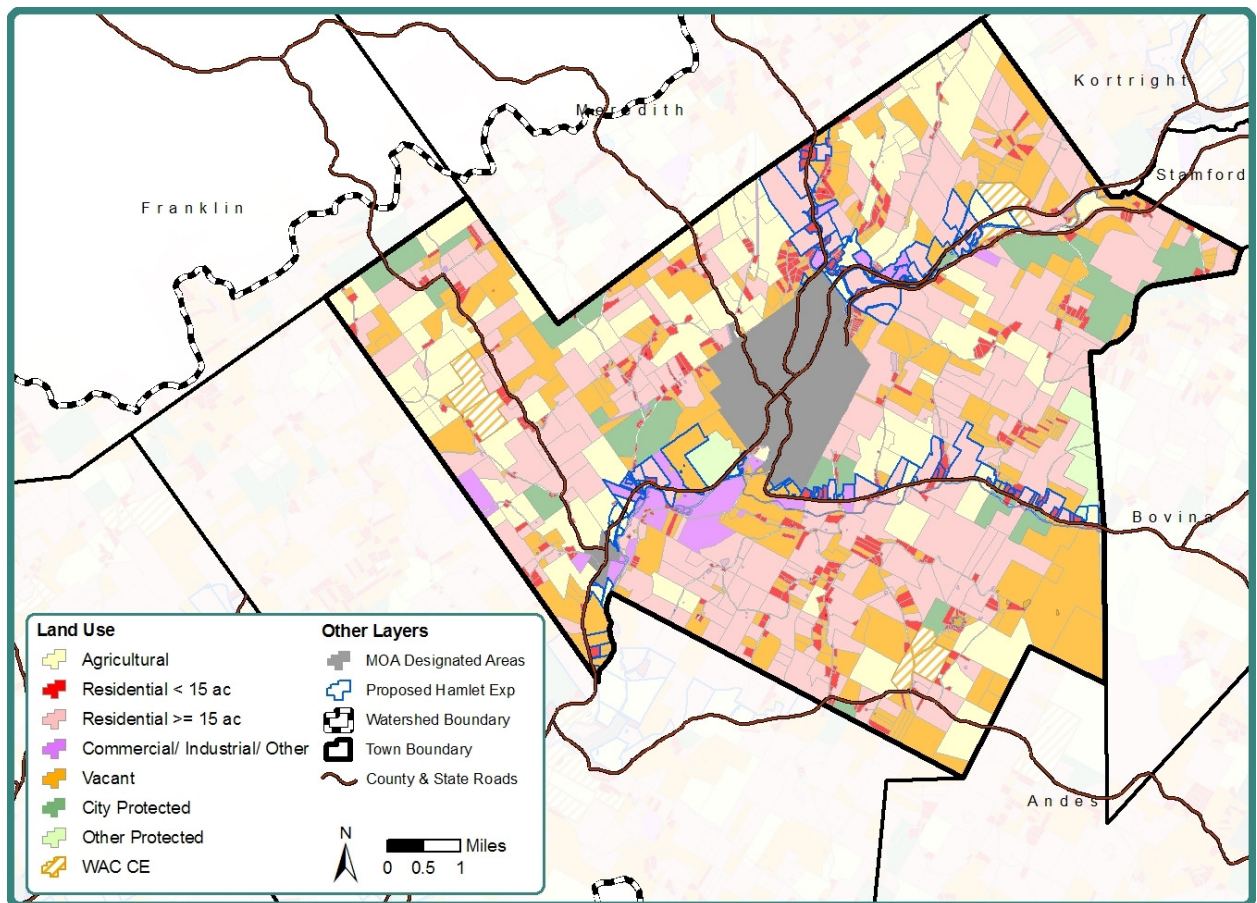 Kortright
Meredith
Stamford
Franklin
Bovina
Andes
Land Use
Agricultural
Residential < 15 ac
Residential >= 15 ac
Commercial/ Industrial/ Other
Vacant
City Protected
Other Protected
WAC CE
Other Layers
MOA Designated Areas
Proposed Hamlet Exp
Watershed Boundary
Town Boundary
County & State Roads
N
Miles
0 0.5 1